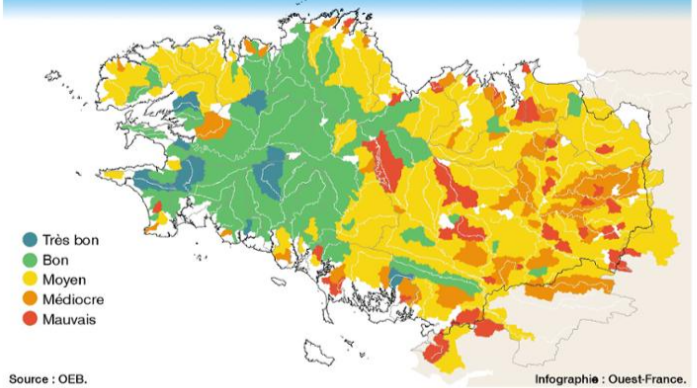 Très bon
Bon
Moyen
Médiocre
Mauvais
Source : OEB.
Infographie : Ouest-France.